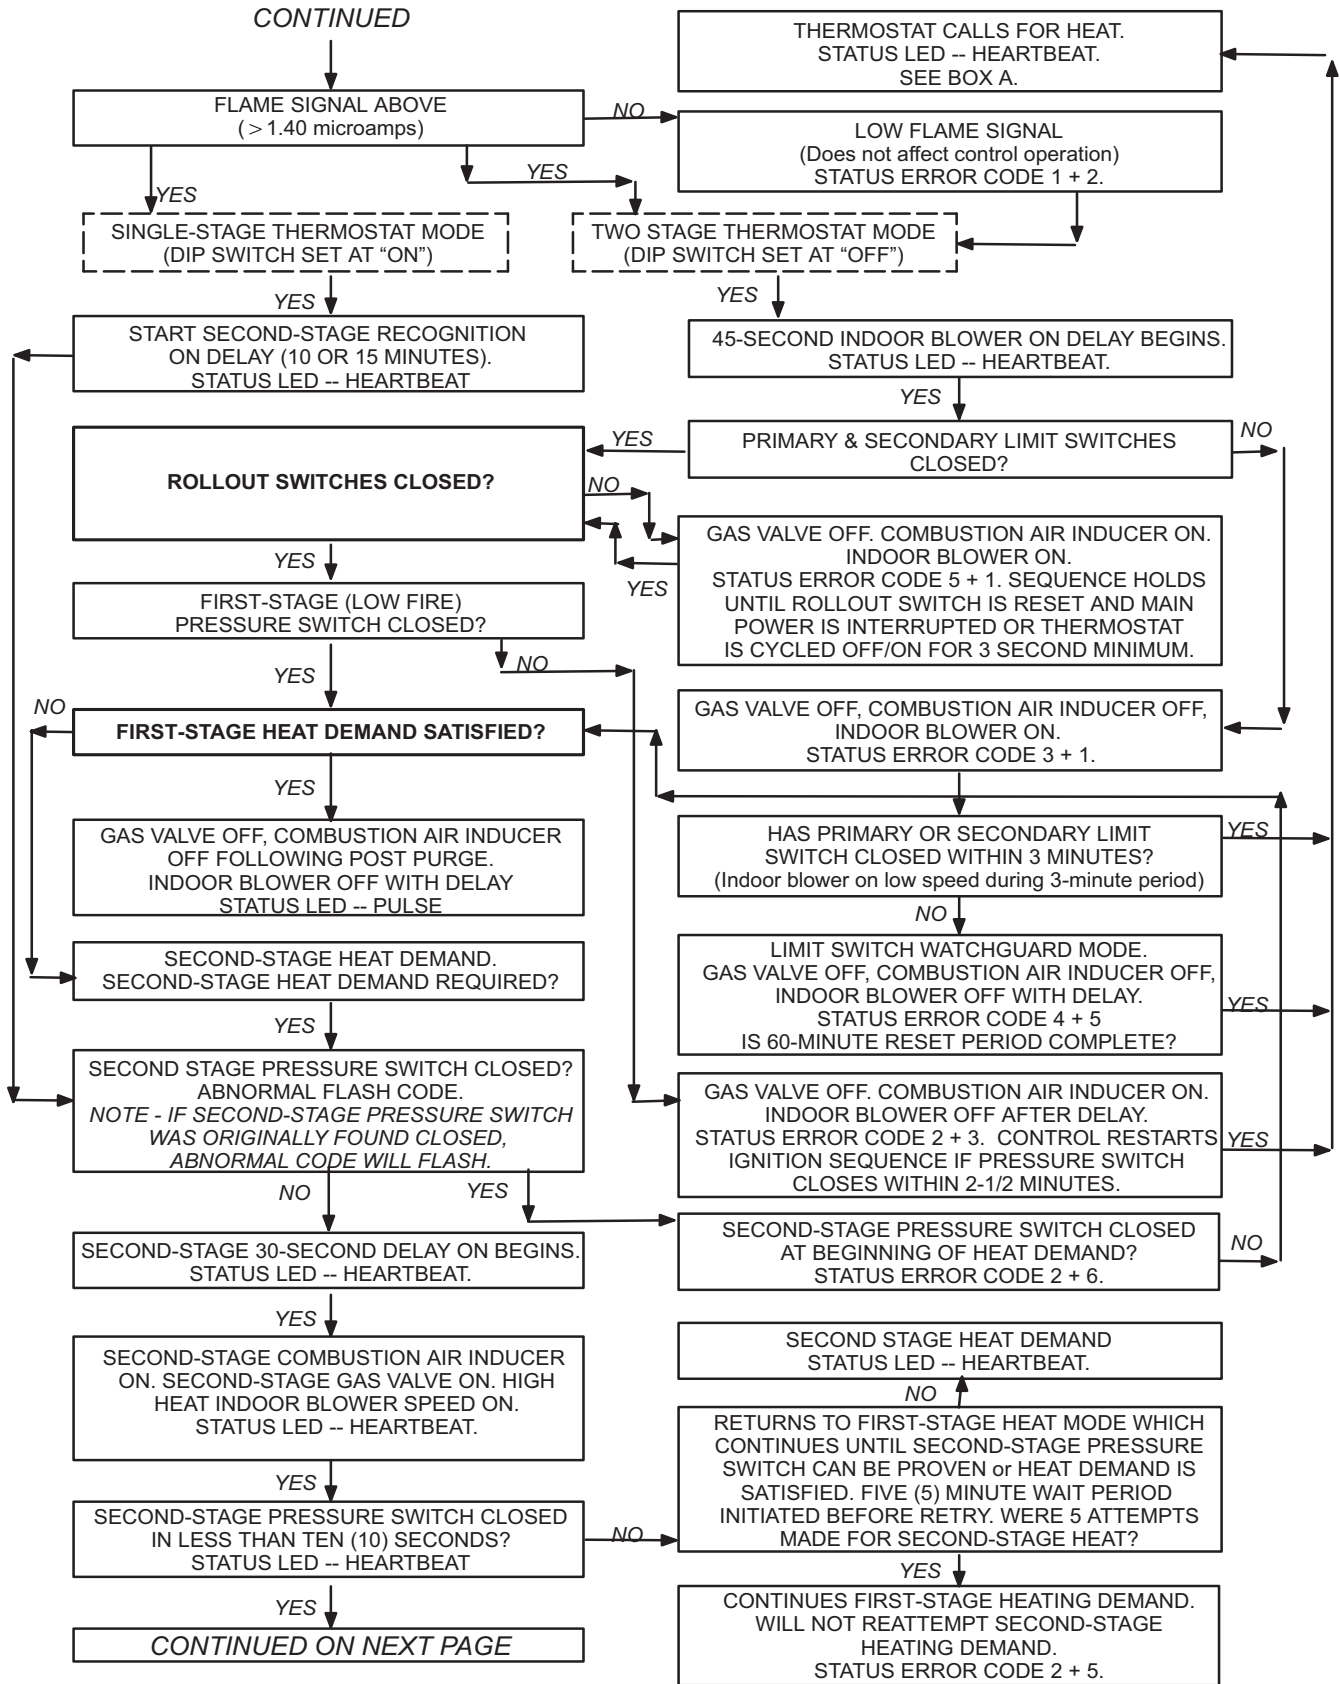 CONTINUED
THERMOSTAT CALLS FOR HEAT.
STATUS LED -- HEARTBEAT.
SEE BOX A.
FLAME SIGNAL ABOVE
(>1.40 microamps)
NO
LOW FLAME SIGNAL
(Does not affect control operation)
STATUS ERROR CODE 1 + 2.
YES
YES
SINGLE-STAGE THERMOSTAT MODE
(DIP SWITCH SET AT “ON”)
TWO STAGE THERMOSTAT MODE
(DIP SWITCH SET AT “OFF”)
YES
YES
START SECOND-STAGE RECOGNITION
ON DELAY (10 OR 15 MINUTES).
STATUS LED -- HEARTBEAT
45-SECOND INDOOR BLOWER ON DELAY BEGINS.
STATUS LED -- HEARTBEAT.
YES
PRIMARY & SECONDARY LIMIT SWITCHES
CLOSED?
YES
NO
ROLLOUT SWITCHES CLOSED?
NO
GAS VALVE OFF. COMBUSTION AIR INDUCER ON.
INDOOR BLOWER ON.
STATUS ERROR CODE 5 + 1. SEQUENCE HOLDS
UNTIL ROLLOUT SWITCH IS RESET AND MAIN
POWER IS INTERRUPTED OR THERMOSTAT
IS CYCLED OFF/ON FOR 3 SECOND MINIMUM.
YES
YES
FIRST-STAGE (LOW FIRE)
PRESSURE SWITCH CLOSED?
NO
YES
GAS VALVE OFF, COMBUSTION AIR INDUCER OFF,
INDOOR BLOWER ON.
STATUS ERROR CODE 3 + 1.
NO
FIRST-STAGE HEAT DEMAND SATISFIED?
YES
GAS VALVE OFF, COMBUSTION AIR INDUCER
OFF FOLLOWING POST PURGE.
INDOOR BLOWER OFF WITH DELAY
STATUS LED -- PULSE
HAS PRIMARY OR SECONDARY LIMIT
SWITCH CLOSED WITHIN 3 MINUTES?
(Indoor blower on low speed during 3-minute period)
YES
NO
SECOND-STAGE HEAT DEMAND.
SECOND-STAGE HEAT DEMAND REQUIRED?
LIMIT SWITCH WATCHGUARD MODE.
GAS VALVE OFF, COMBUSTION AIR INDUCER OFF,
INDOOR BLOWER OFF WITH DELAY.
STATUS ERROR CODE 4 + 5
IS 60-MINUTE RESET PERIOD COMPLETE?
YES
YES
SECOND STAGE PRESSURE SWITCH CLOSED?
ABNORMAL FLASH CODE.
NOTE - IF SECOND-STAGE PRESSURE SWITCH
WAS ORIGINALLY FOUND CLOSED,
ABNORMAL CODE WILL FLASH.
GAS VALVE OFF. COMBUSTION AIR INDUCER ON.
INDOOR BLOWER OFF AFTER DELAY.
STATUS ERROR CODE 2 + 3. CONTROL RESTARTS
IGNITION SEQUENCE IF PRESSURE SWITCH
CLOSES WITHIN 2-1/2 MINUTES.
YES
NO
YES
SECOND-STAGE 30-SECOND DELAY ON BEGINS.
STATUS LED -- HEARTBEAT.
SECOND-STAGE PRESSURE SWITCH CLOSED
AT BEGINNING OF HEAT DEMAND?
STATUS ERROR CODE 2 + 6.
NO
YES
SECOND-STAGE COMBUSTION AIR INDUCER
ON. SECOND-STAGE GAS VALVE ON. HIGH
HEAT INDOOR BLOWER SPEED ON.
STATUS LED -- HEARTBEAT.
SECOND STAGE HEAT DEMAND
STATUS LED -- HEARTBEAT.
NO
RETURNS TO FIRST-STAGE HEAT MODE WHICH
CONTINUES UNTIL SECOND-STAGE PRESSURE
SWITCH CAN BE PROVEN or HEAT DEMAND IS
SATISFIED. FIVE (5) MINUTE WAIT PERIOD
INITIATED BEFORE RETRY. WERE 5 ATTEMPTS
MADE FOR SECOND-STAGE HEAT?
YES
SECOND-STAGE PRESSURE SWITCH CLOSED
IN LESS THAN TEN (10) SECONDS?
STATUS LED -- HEARTBEAT
NO
YES
YES
CONTINUES FIRST-STAGE HEATING DEMAND.
WILL NOT REATTEMPT SECOND-STAGE
HEATING DEMAND.
STATUS ERROR CODE 2 + 5.
CONTINUED ON NEXT PAGE